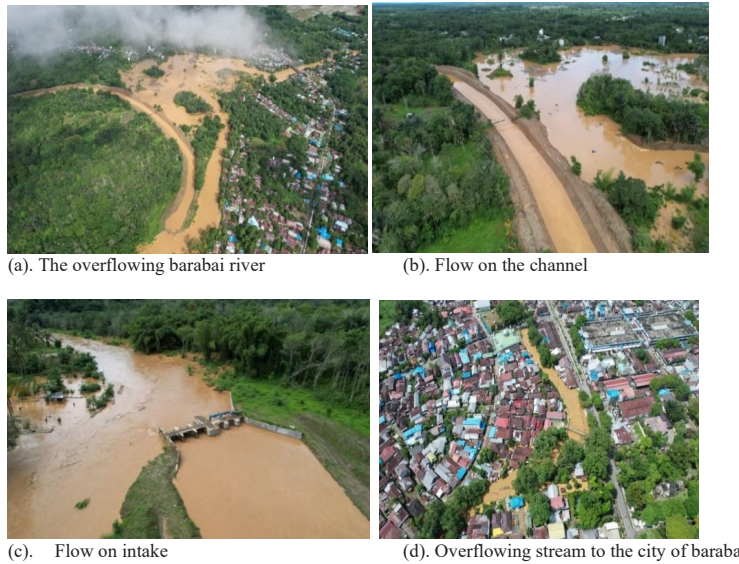 (a). The overflowing barabai river
(b). Flow on the channel
(c). Flow on intake
(d). Overflowing stream to the city of baraba